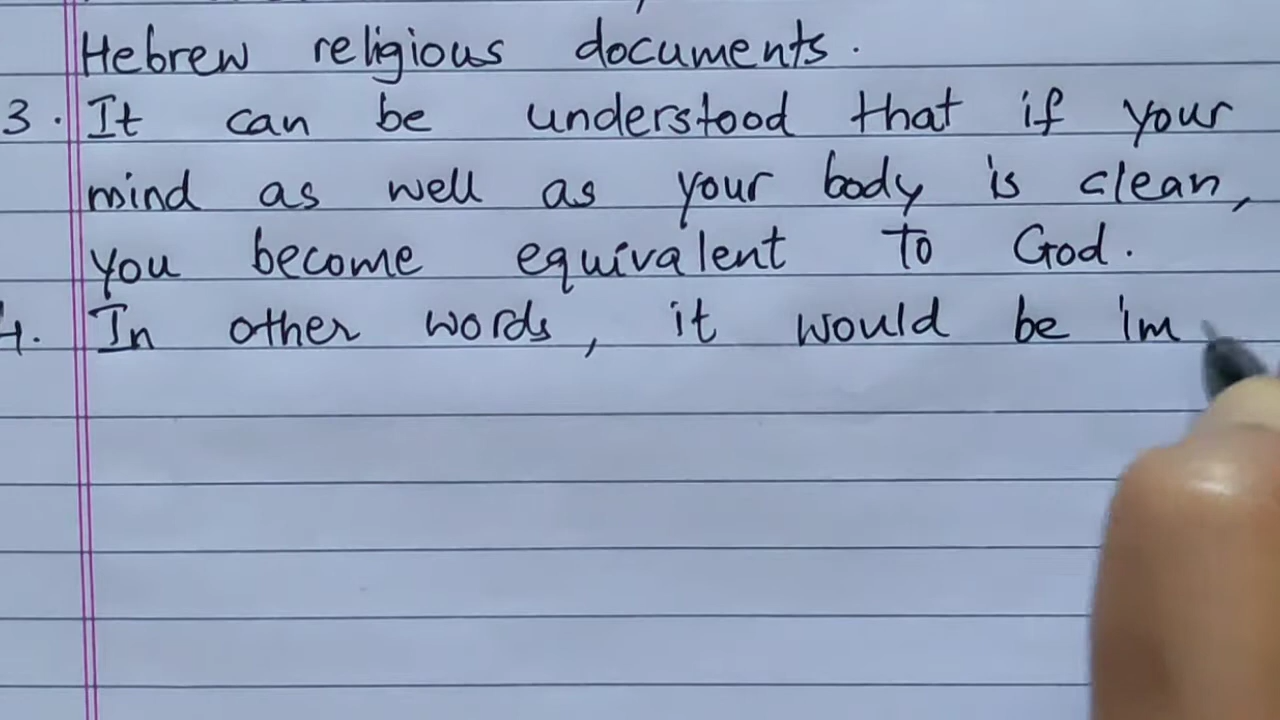 Hebrew religious documents.
3. It can be understood that if your
mind as well as your body is clean,
you become equivalent to God.
4. In other words, it would be im